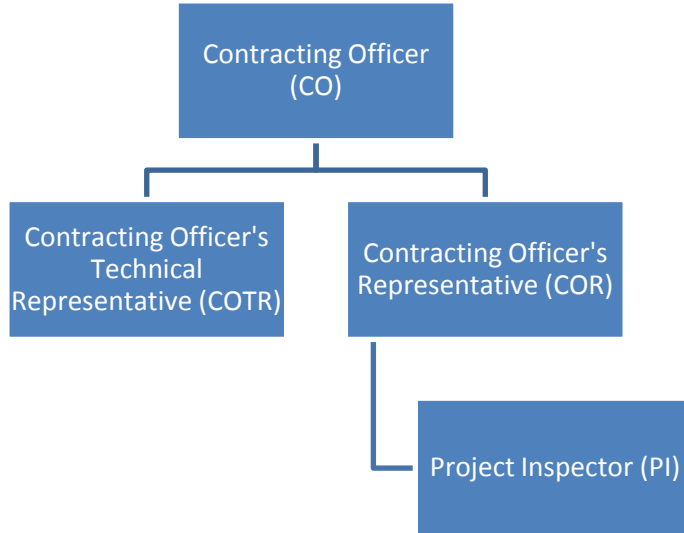 Contracting Officer
(CO)
Contracting Officer's
Technical
Representative (COTR)
Contracting Officer's
Representative (COR)
Project Inspector (PI)